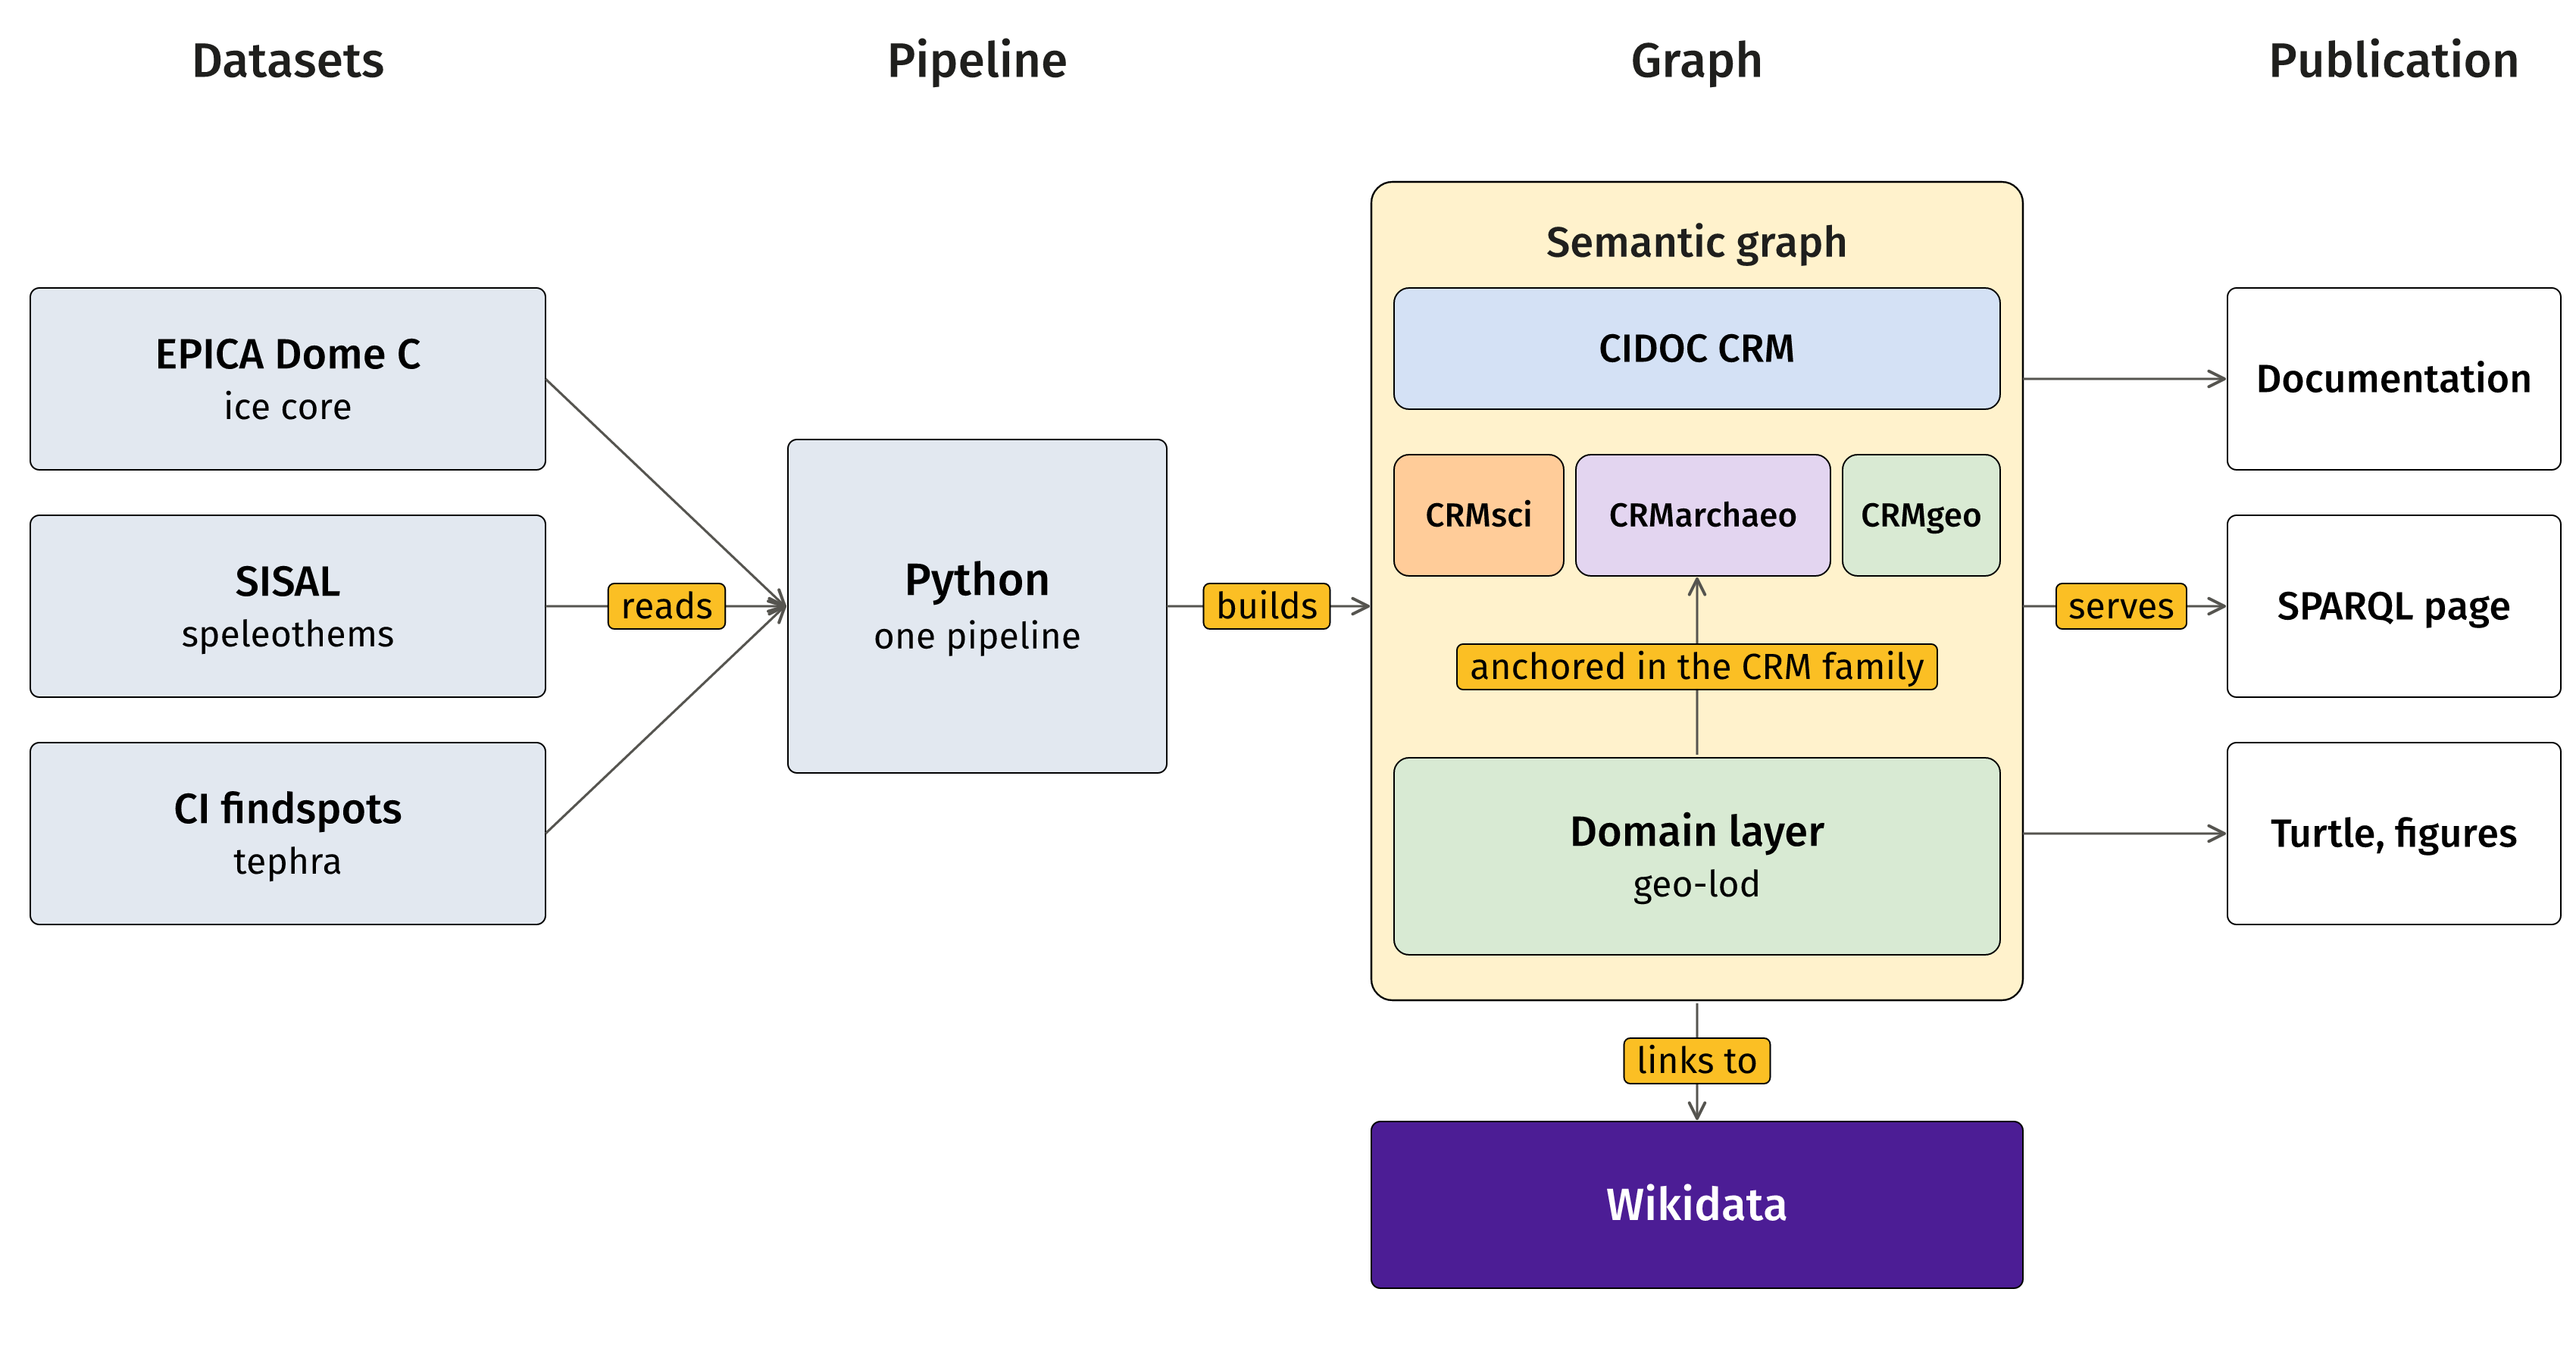 Datasets
Pipeline
Graph
Publication
EPICA Dome C
ice core
SISAL
speleothems
CI findspots
tephra
reads
Python
one pipeline
builds
Semantic graph
CIDOC CRM
CRMsci
CRMarchaeo
CRMgeo
anchored in the CRM family
Domain layer
geo-lod
links to
Wikidata
serves
Documentation
SPARQL page
Turtle, figures